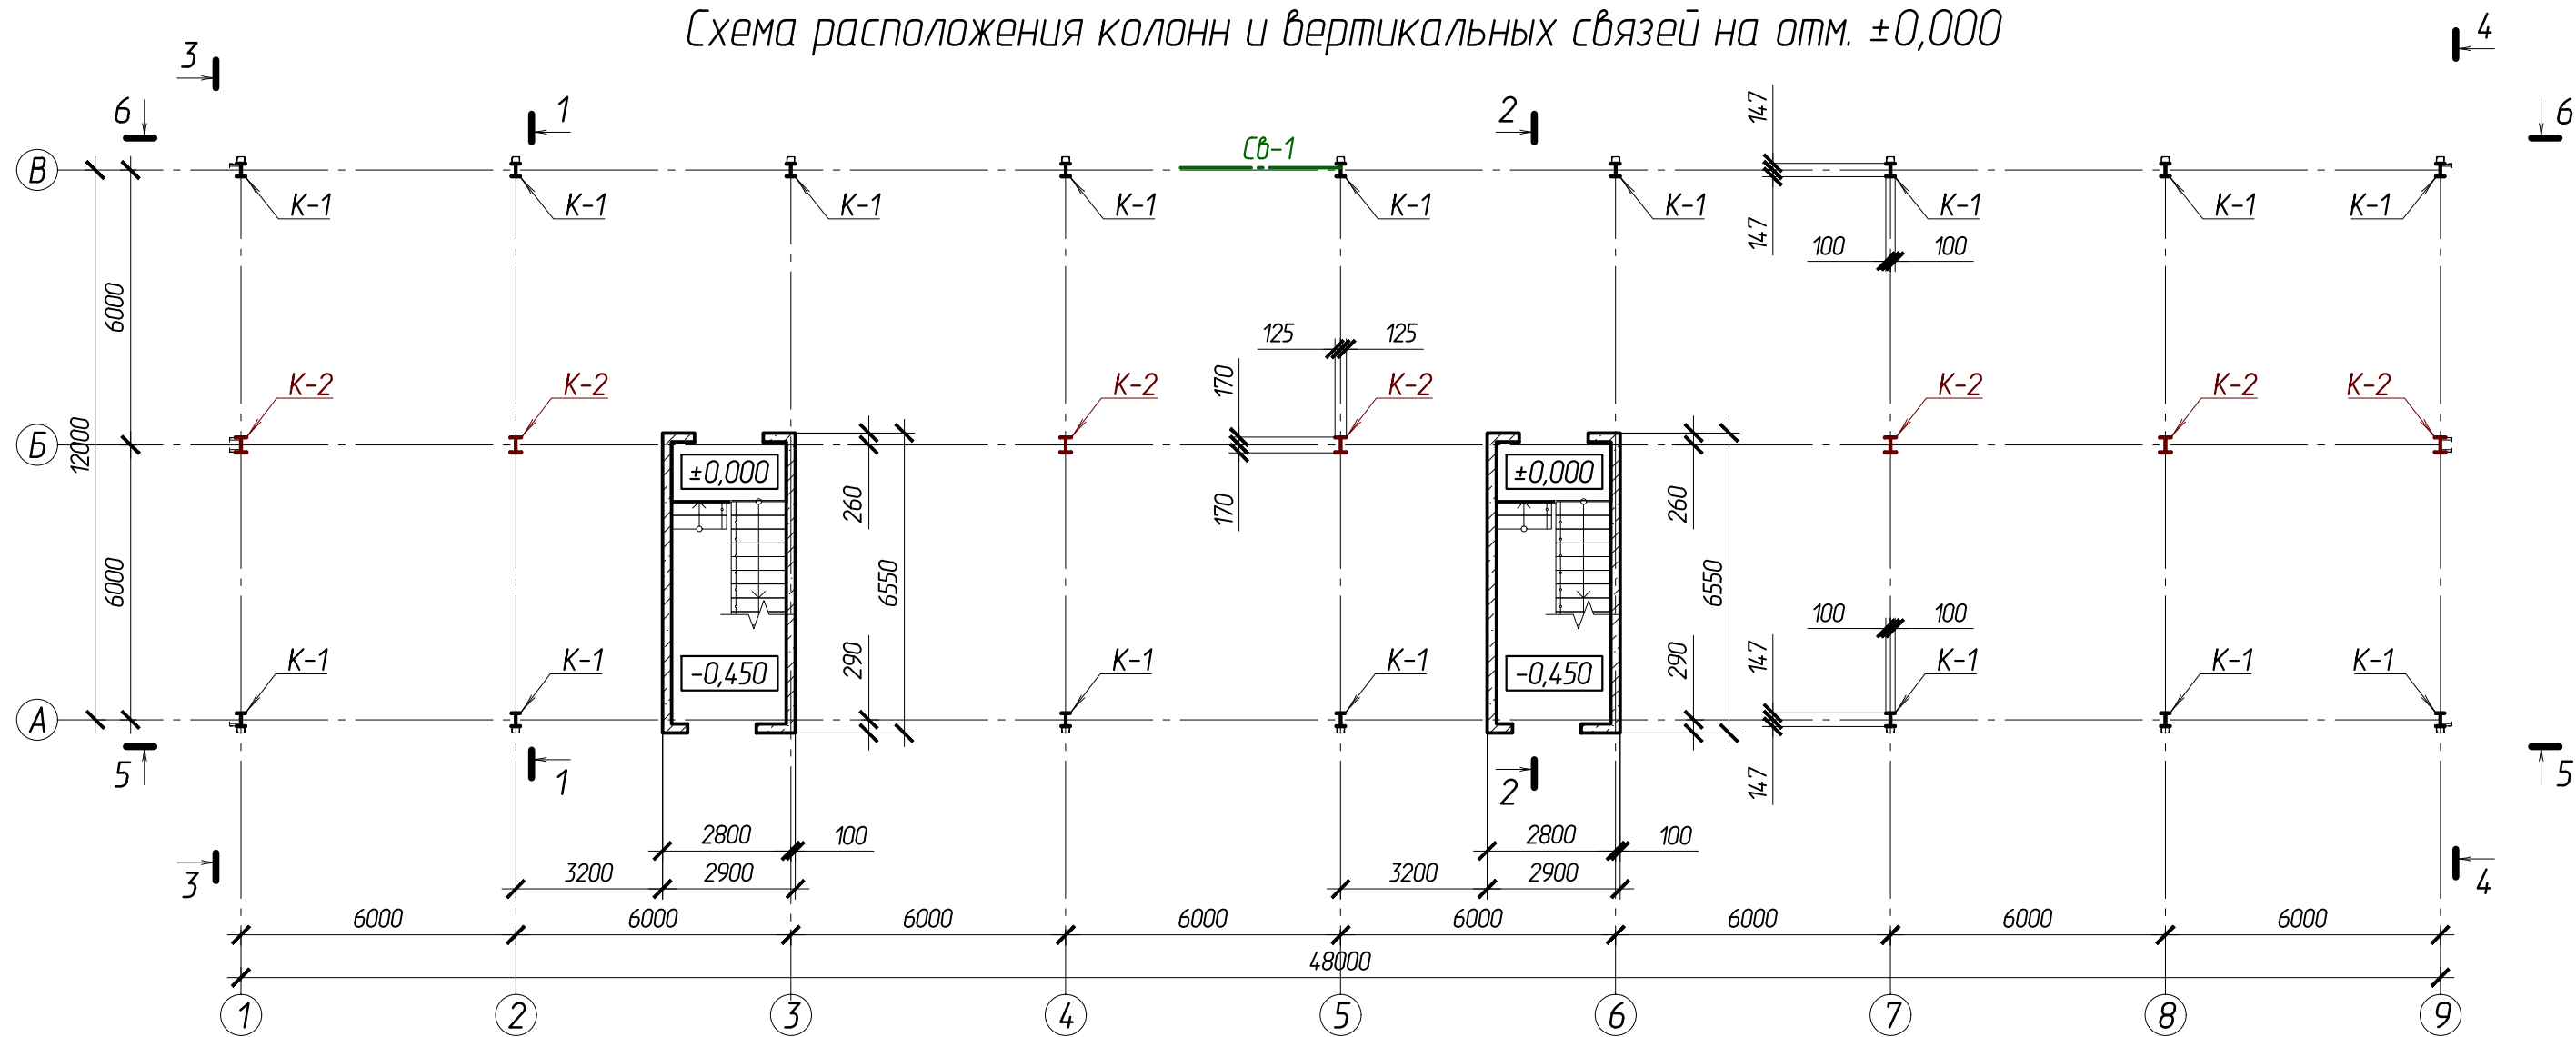 Схема расположения колонн и вертикальных связей на отм. ±0,000
3 4
6 1 2 147 6
Св-1
В
К-1 К-1 К-1 К-1 К-1 К-1 К-1 К-1 К-1
147 100 100
6000
125 125
170
К-2 К-2 К-2 К-2 К-2 К-2 К-2
Б
12000
±0,000 ±0,000
260 170 260
6000 6550 6550
100 100
290 147 290
К-1 К-1 К-1 К-1 К-1 К-1 К-1
-0,450 -0,450
А
5 1 2 147 5
2800 100 2800 100
3 3200 2900 3200 2900 4
6000 6000 6000 6000 6000 6000 6000 6000
48000
1 2 3 4 5 6 7 8 9